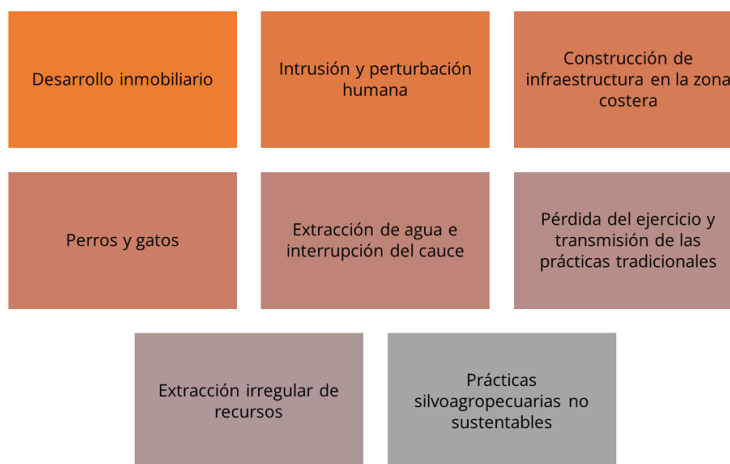 Desarrollo inmobiliario
Intrusión y perturbación
humana
Construcción de
infraestructura en la zona
costera
Perros y gatos
Extracción de agua e
interrupción del cauce
Pérdida del ejercicio y
transmisión de las
prácticas tradicionales
Extracción irregular de
recursos
Prácticas
silvoagropecuarias no
sustentables